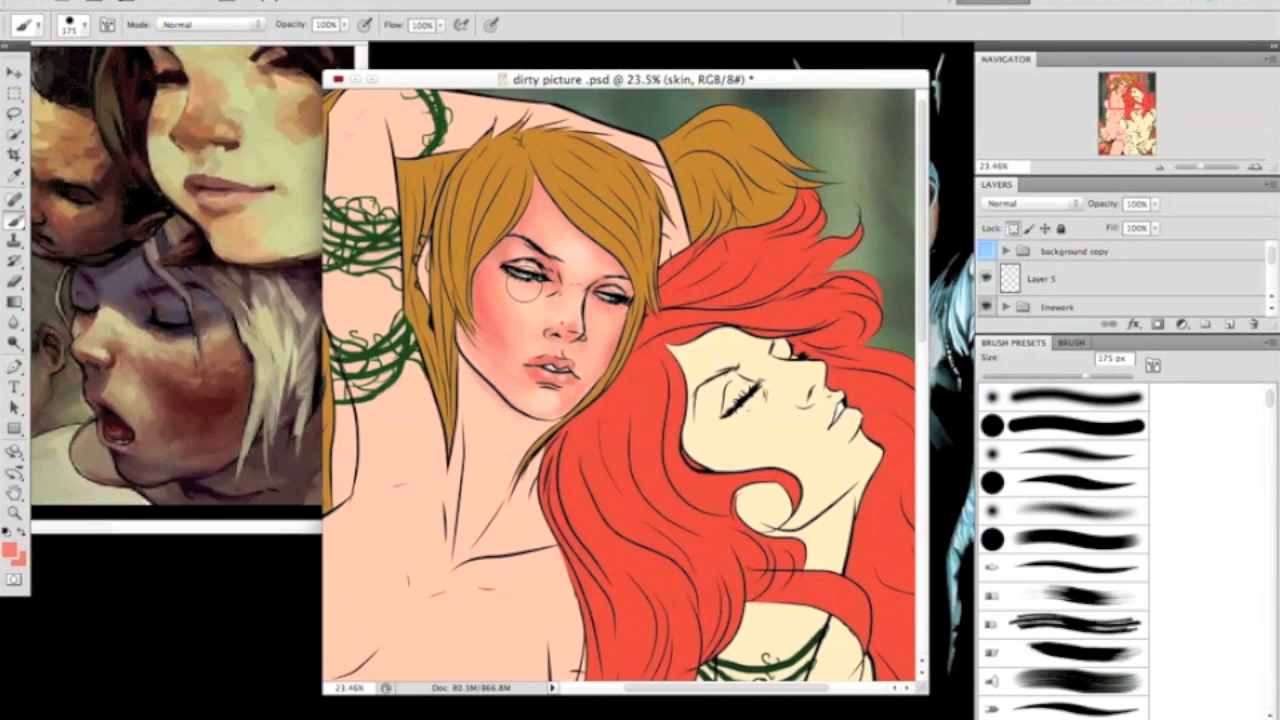 Mode: Normal Opacity: 100% Flow: 100%
175
dirty picture .psd @ 23.5% (skin, RGB/8#) *
NAVIGATOR
23.46%
LAYERS
Normal Opacity: 100%
Lock: Fill: 100%
background copy
Layer 5
linework
fx
BRUSH PRESETS BRUSH
Size: 175 px
T
23.46% Doc: 80.3M/866.8M